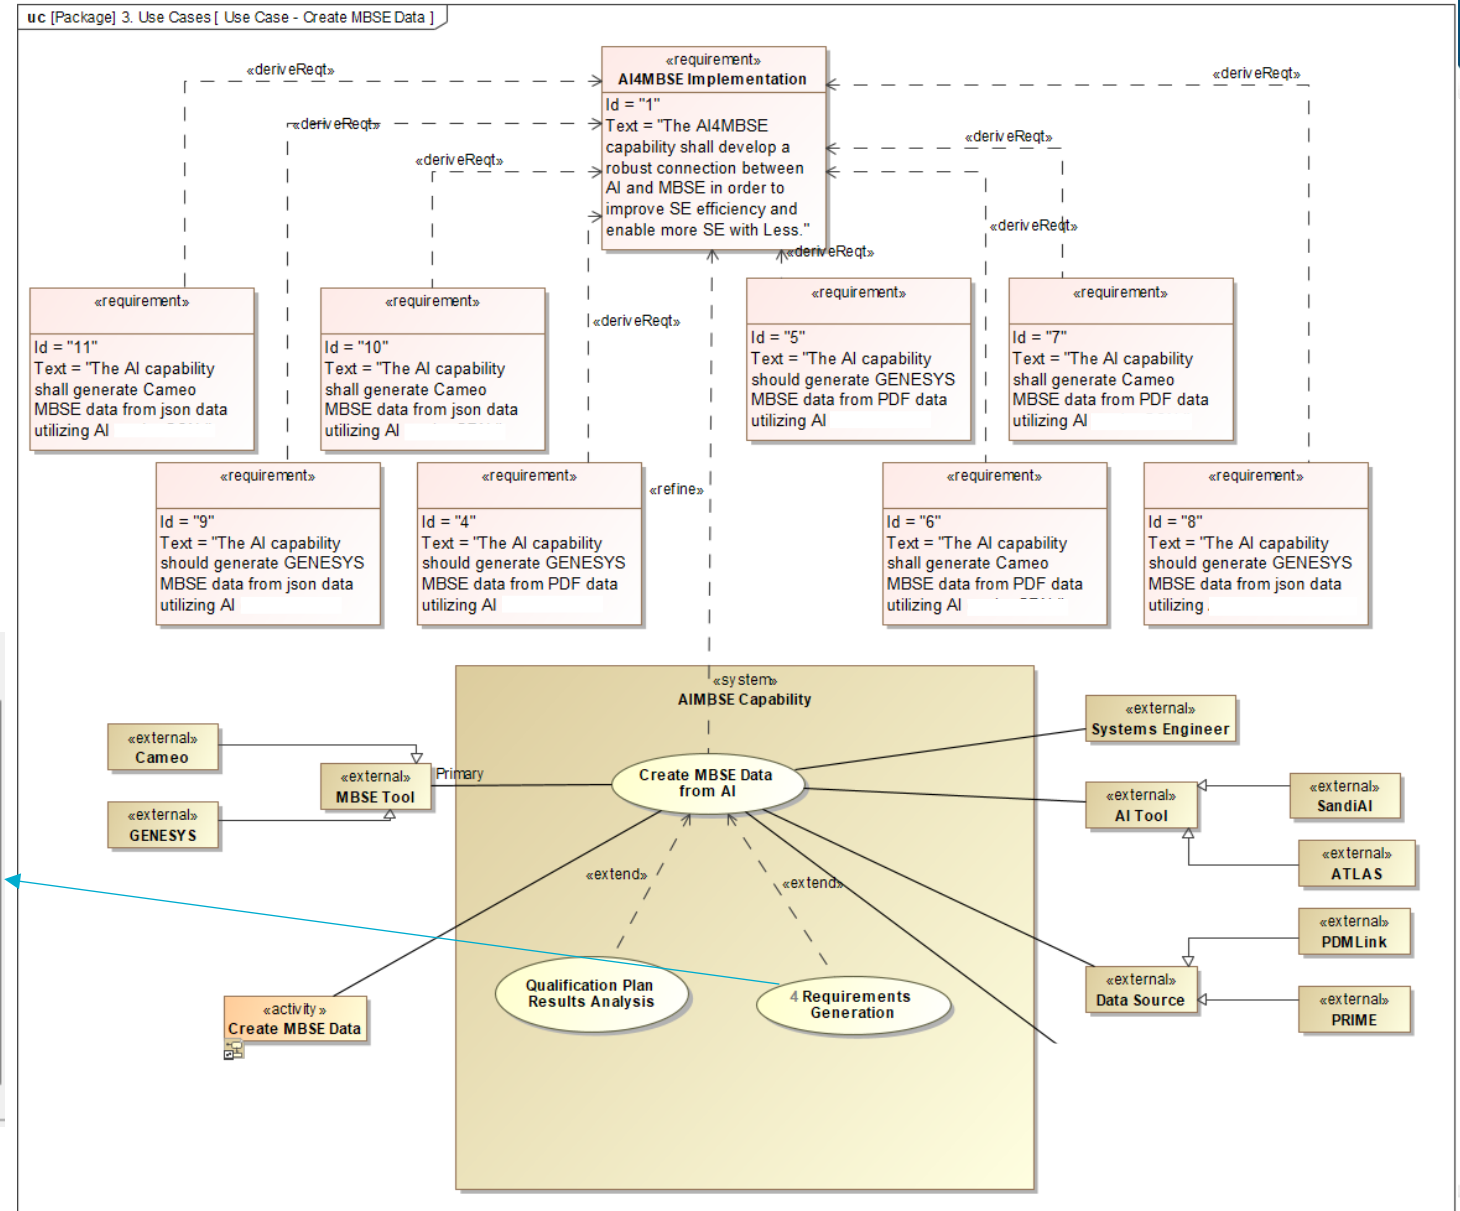 uc [Package] 3. Use Cases [ Use Case - Create MBSE Data ]
«requirement»
AI4MBSE Implementation
Id = "1"
Text = "The AI4MBSE
capability shall develop a
robust connection between
AI and MBSE in order to
improve SE efficiency and
enable more SE with Less."
«deriveReqt»
«deriveReqt»
«deriveReqt»
«deriveReqt»
«deriveReqt»
«deriveReqt»
«deriveReqt»
«deriveReqt»
«requirement»
Id = "11"
Text = "The AI capability
shall generate Cameo
MBSE data from json data
utilizing AI
«requirement»
Id = "10"
Text = "The AI capability
shall generate Cameo
MBSE data from json data
utilizing AI
«requirement»
Id = "5"
Text = "The AI capability
should generate GENESYS
MBSE data from PDF data
utilizing AI
«requirement»
Id = "7"
Text = "The AI capability
shall generate Cameo
MBSE data from PDF data
utilizing AI
«requirement»
Id = "9"
Text = "The AI capability
should generate GENESYS
MBSE data from json data
utilizing AI
«requirement»
Id = "4"
Text = "The AI capability
should generate GENESYS
MBSE data from PDF data
utilizing AI
«refine»
«requirement»
Id = "6"
Text = "The AI capability
shall generate Cameo
MBSE data from PDF data
utilizing AI
«requirement»
Id = "8"
Text = "The AI capability
should generate GENESYS
MBSE data from json data
utilizing
«system»
AIMBSE Capability
«external»
Cameo
«external»
MBSE Tool
Primary
«external»
GENESYS
Create MBSE Data
from AI
«external»
Systems Engineer
«external»
AI Tool
«external»
SandiAI
«external»
ATLAS
«extend»
«extend»
«external»
PDMLink
«external»
Data Source
«external»
PRIME
Qualification Plan
Results Analysis
4 Requirements
Generation
«activity»
Create MBSE Data